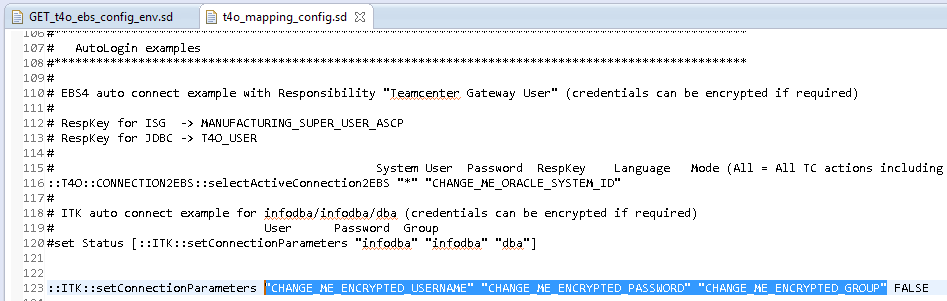 GET_t4o_ebs_config_env.sd t4o_mapping_config.sd
106#***************************************************************************************************
107# AutoLogin examples
108#***************************************************************************************************
109#
110# EBS4 auto connect example with Responsibility "Teamcenter Gateway User" (credentials can be encrypted if required)
111#
112# RespKey for ISG -> MANUFACTURING_SUPER_USER_ASCP
113# RespKey for JDBC -> T4O_USER
114#
115# System User Password RespKey Language Mode (All = All TC actions including
116::T4O::CONNECTION2EBS::selectActiveConnection2EBS "*" "CHANGE_ME_ORACLE_SYSTEM_ID"
117#
118# ITK auto connect example for infodba/infodba/dba (credentials can be encrypted if required)
119# User Password Group
120#set Status [::ITK::setConnectionParameters "infodba" "infodba" "dba"]
121
122
123::ITK::setConnectionParameters "CHANGE_ME_ENCRYPTED_USERNAME" "CHANGE_ME_ENCRYPTED_PASSWORD" "CHANGE_ME_ENCRYPTED_GROUP" FALSE